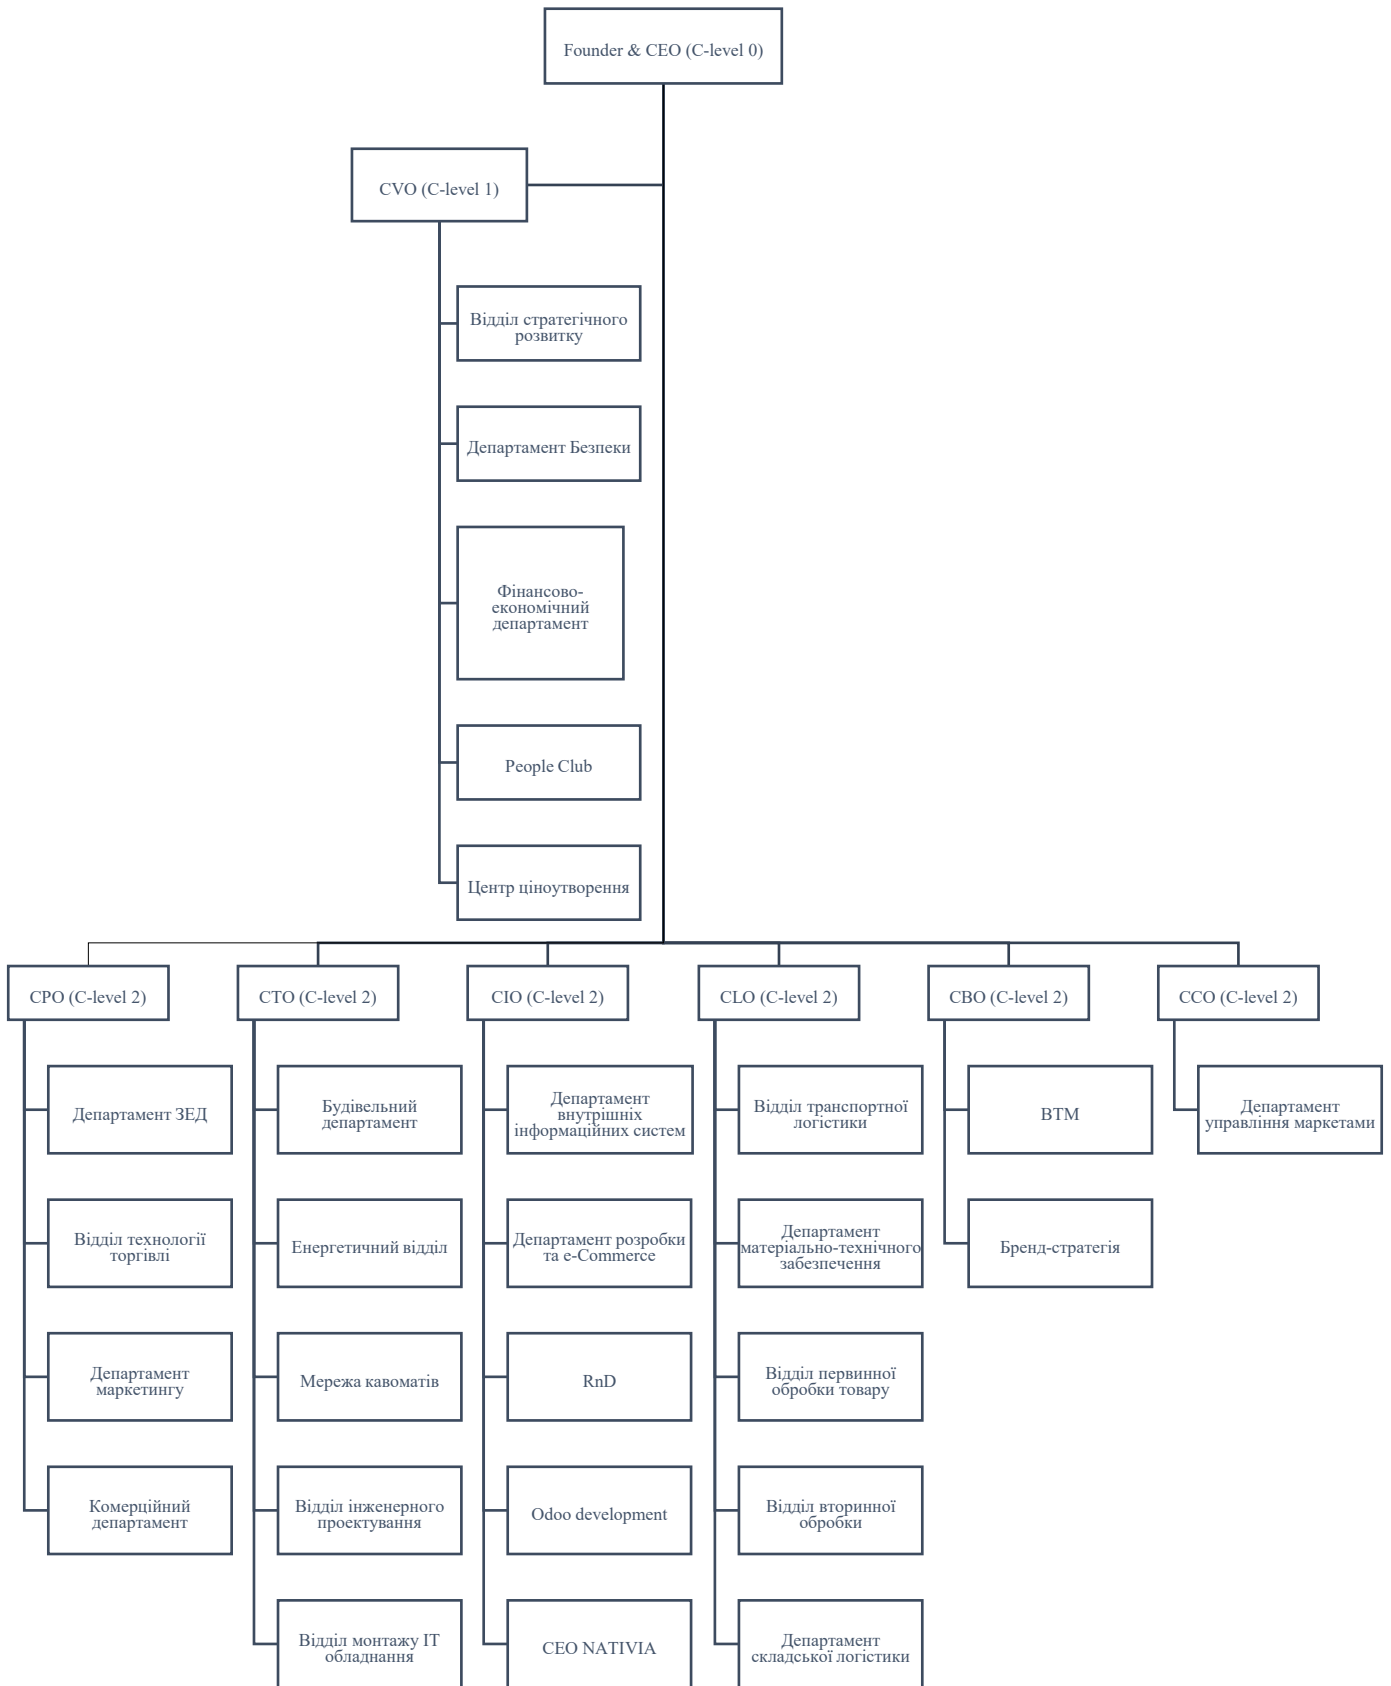 Founder & CEO (C-level 0)
CVO (C-level 1)
Відділ стратегічного
розвитку
Департамент Безпеки
Фінансово-
економічний
департамент
People Club
Центр ціноутворення
CPO (C-level 2)
Департамент ЗЕД
Відділ технології
торгівлі
Департамент
маркетингу
Комерційний
департамент
CTO (C-level 2)
Будівельний
департамент
Енергетичний відділ
Мережа кавоматів
Відділ інженерного
проектування
Відділ монтажу ІТ
обладнання
CIO (C-level 2)
Департамент
внутрішніх
інформаційних систем
Департамент розробки
та e-Commerce
RnD
Odoo development
CEO NATIVIA
CLO (C-level 2)
Відділ транспортної
логістики
Департамент
матеріально-технічного
забезпечення
Відділ первинної
обробки товару
Відділ вторинної
обробки
Департамент
складської логістики
CBO (C-level 2)
ВТМ
Бренд-стратегія
CCO (C-level 2)
Департамент
управління маркетами